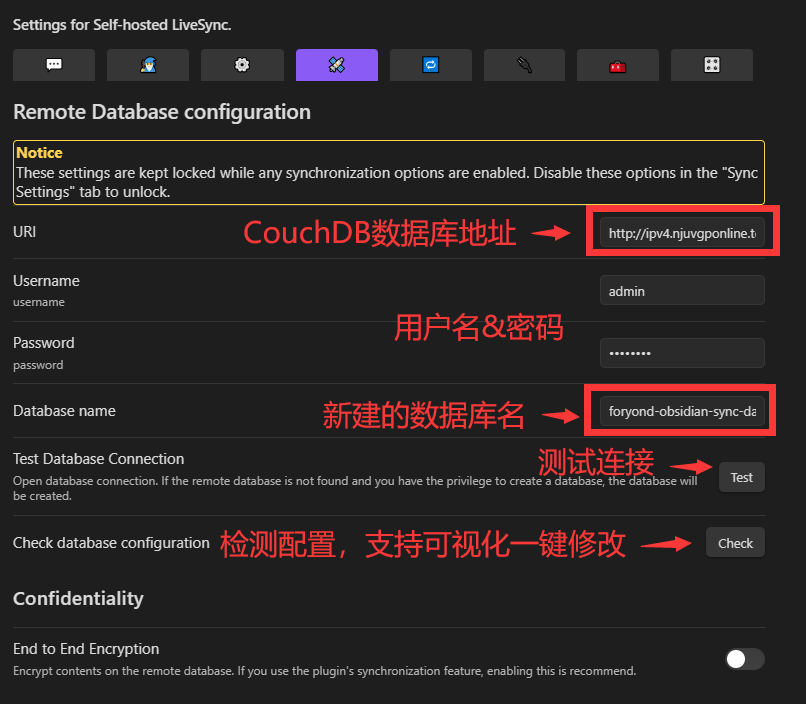 Settings for Self-hosted LiveSync.
Remote Database configuration
Notice
These settings are kept locked while any synchronization options are enabled. Disable these options in the "Sync
Settings" tab to unlock.
URI
CouchDB数据库地址
http://ipv4.njuvgponline.t
Username
username
admin
用户名&密码
Password
password
••••••••
Database name
新建的数据库名
foryond-obsidian-sync-da
Test Database Connection
测试连接
Open database connection. If the remote database is not found and you have the privilege to create a database, the database will
be created.
Test
Check database configuration
检测配置，支持可视化一键修改
Check
Confidentiality
End to End Encryption
Encrypt contents on the remote database. If you use the plugin's synchronization feature, enabling this is recommend.